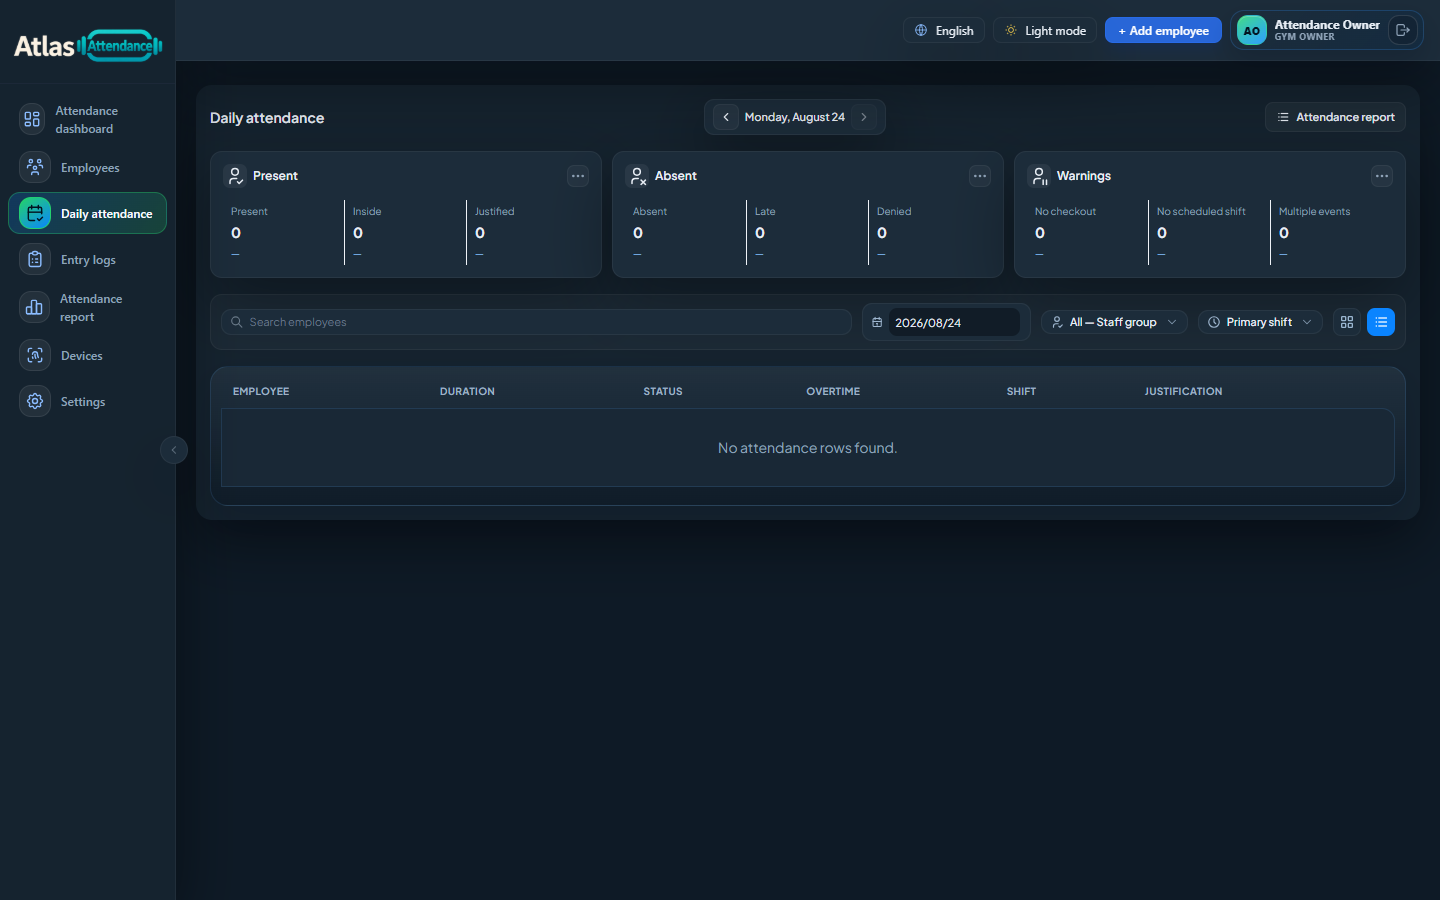 Atlas Attendance
English
Light mode
+ Add employee
AO
Attendance Owner
GYM OWNER
Attendance
dashboard
Employees
Daily attendance
Entry logs
Attendance
report
Devices
Settings
Daily attendance
Monday, August 24
Attendance report
Present
Present
0
—
Inside
0
—
Justified
0
—
Absent
Absent
0
—
Late
0
—
Denied
0
—
Warnings
No checkout
0
—
No scheduled shift
0
—
Multiple events
0
—
Search employees
2026/08/24
All — Staff group
Primary shift
EMPLOYEE DURATION STATUS OVERTIME SHIFT JUSTIFICATION
No attendance rows found.